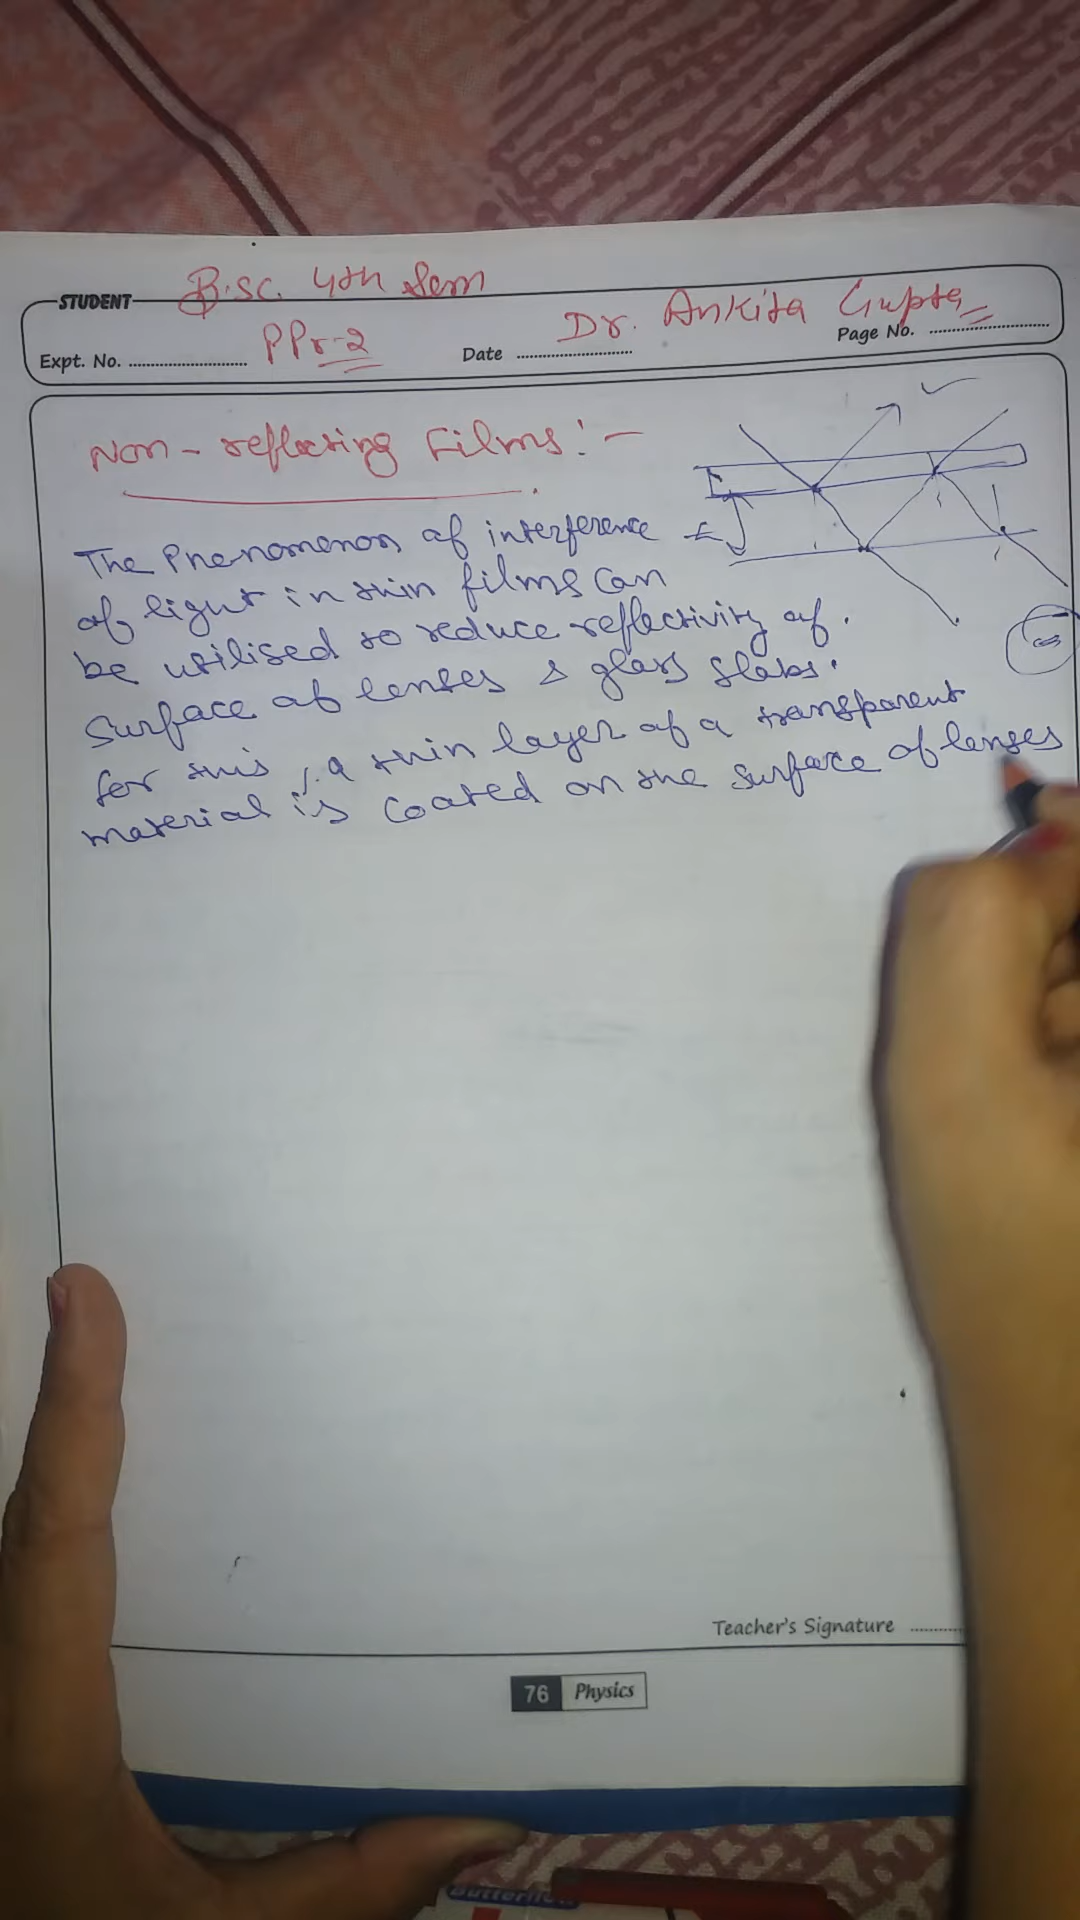 B.Sc. 4th Sem
STUDENT
PPr-2
Dr. Ankita Gupta
Expt. No. ............................
Date ............................
Page No. ............................
Non-reflecting Films:-
The Phenomenon of interference
of light in thin films can
be utilised to reduce reflectivity of
Surface of lenses & glass slabs.
for this, a thin layer of a transparent
material is coated on the surface of lenses
t
Teacher's Signature ..........
76 Physics
Butterflow